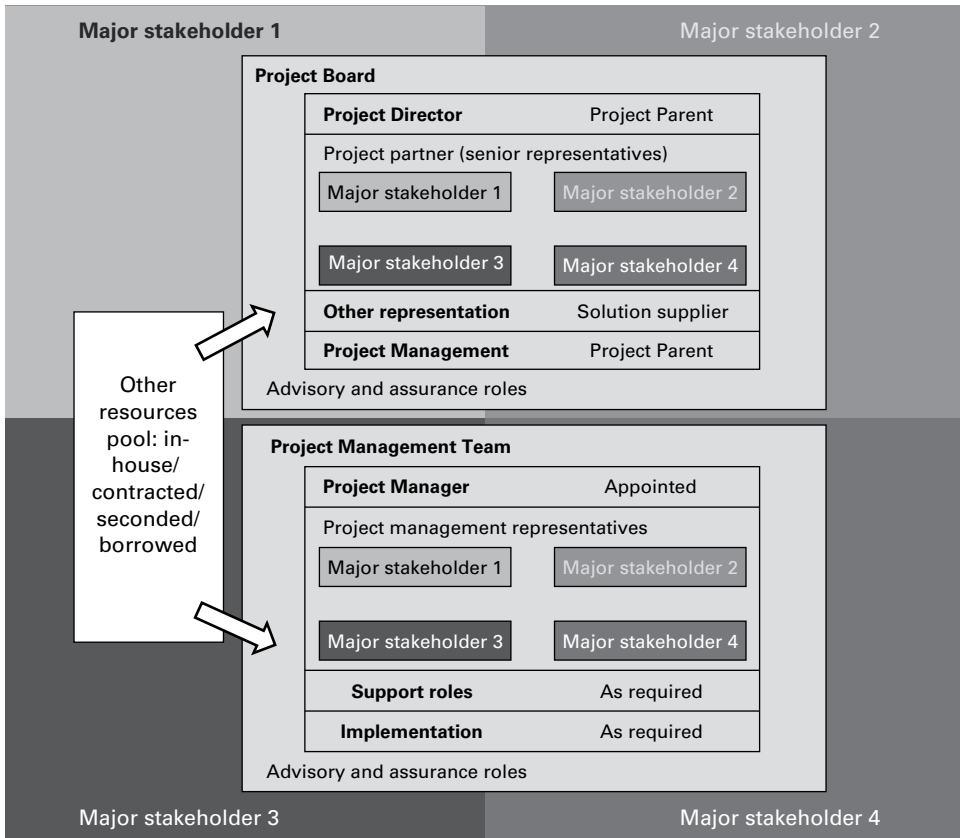 Major stakeholder 1
Major stakeholder 2
Project Board
Project Director Project Parent
Project partner (senior representatives)
Major stakeholder 1 Major stakeholder 2
Major stakeholder 3 Major stakeholder 4
Other representation Solution supplier
Project Management Project Parent
Advisory and assurance roles
Other
resources
pool: in-
house/
contracted/
seconded/
borrowed
Project Management Team
Project Manager Appointed
Project management representatives
Major stakeholder 1 Major stakeholder 2
Major stakeholder 3 Major stakeholder 4
Support roles As required
Implementation As required
Advisory and assurance roles
Major stakeholder 3
Major stakeholder 4